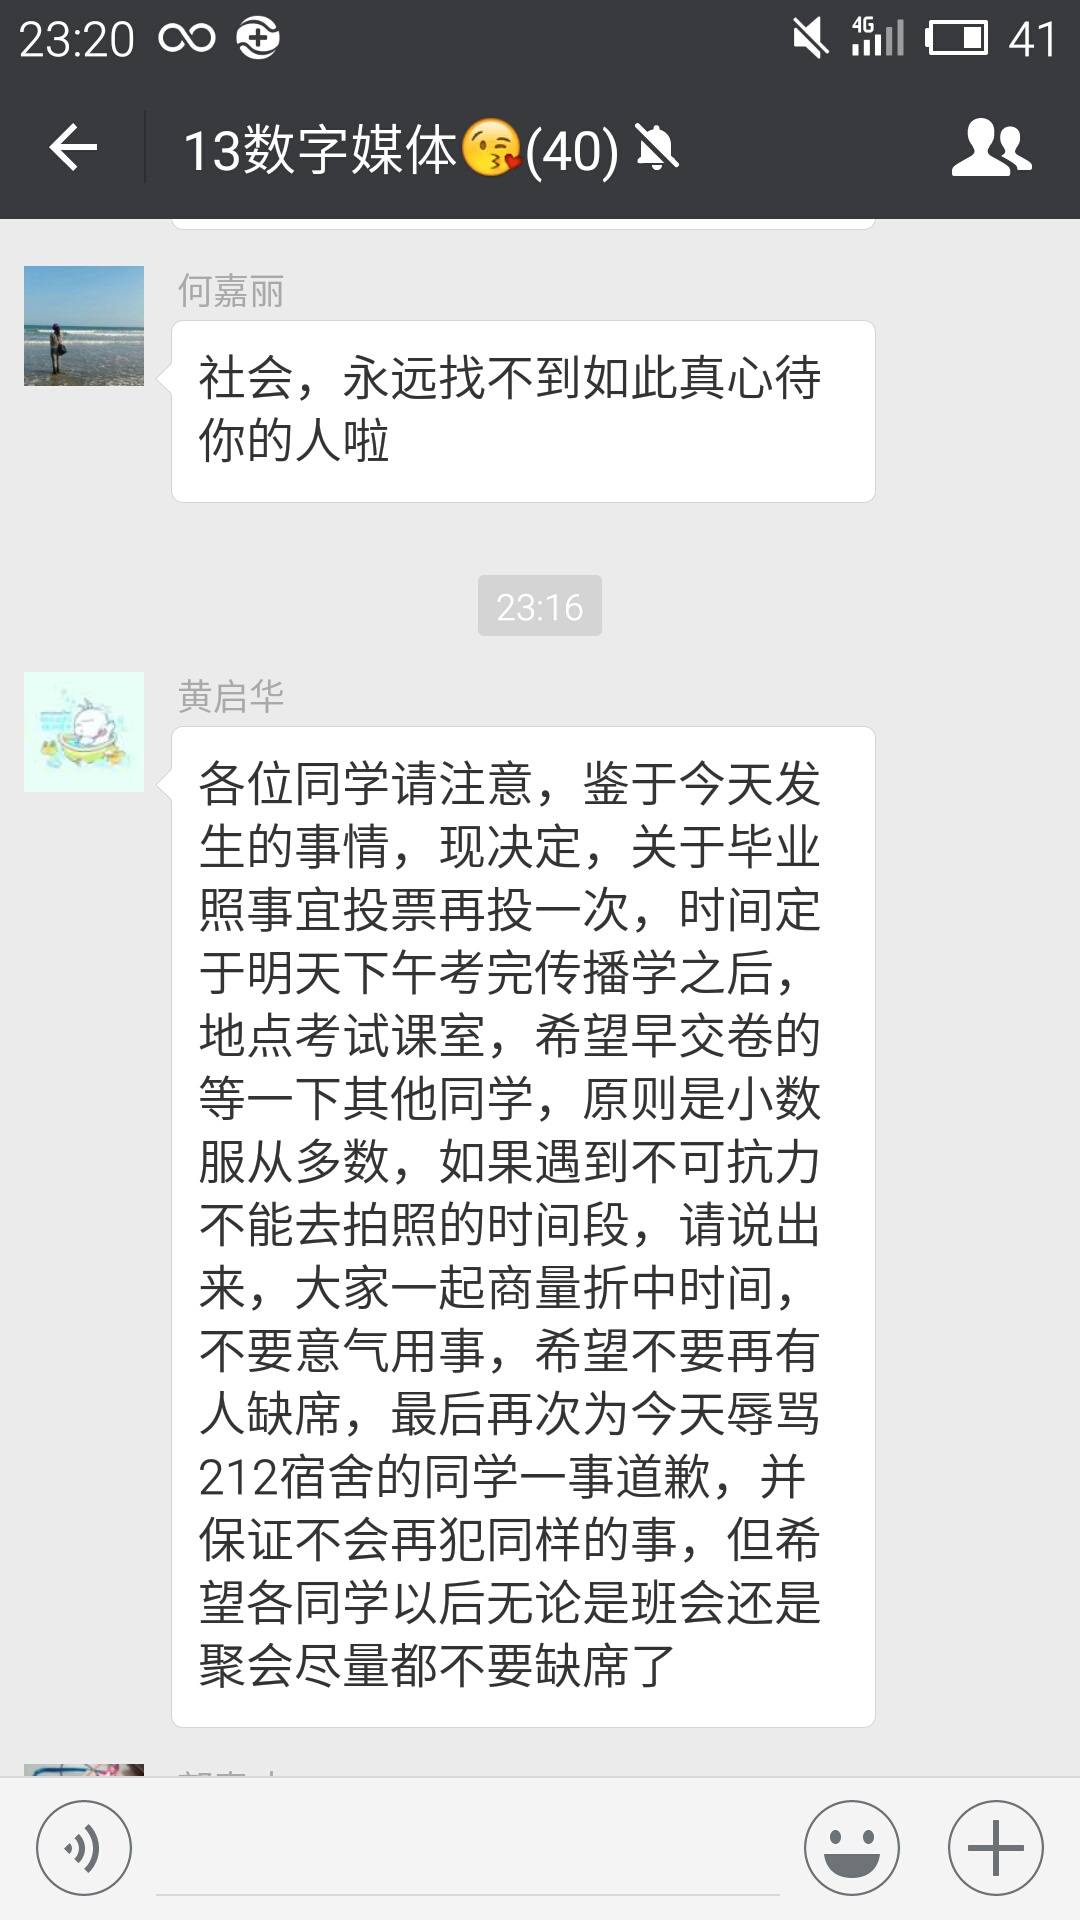 23:20
4G
41
13数字媒体😘(40)
何嘉丽
社会，永远找不到如此真心待
你的人啦
23:16
黄启华
各位同学请注意，鉴于今天发
生的事情，现决定，关于毕业
照事宜投票再投一次，时间定
于明天下午考完传播学之后，
地点考试课室，希望早交卷的
等一下其他同学，原则是小数
服从多数，如果遇到不可抗力
不能去拍照的时间段，请说出
来，大家一起商量折中时间，
不要意气用事，希望不要再有
人缺席，最后再次为今天辱骂
212宿舍的同学一事道歉，并
保证不会再犯同样的事，但希
望各同学以后无论是班会还是
聚会尽量都不要缺席了